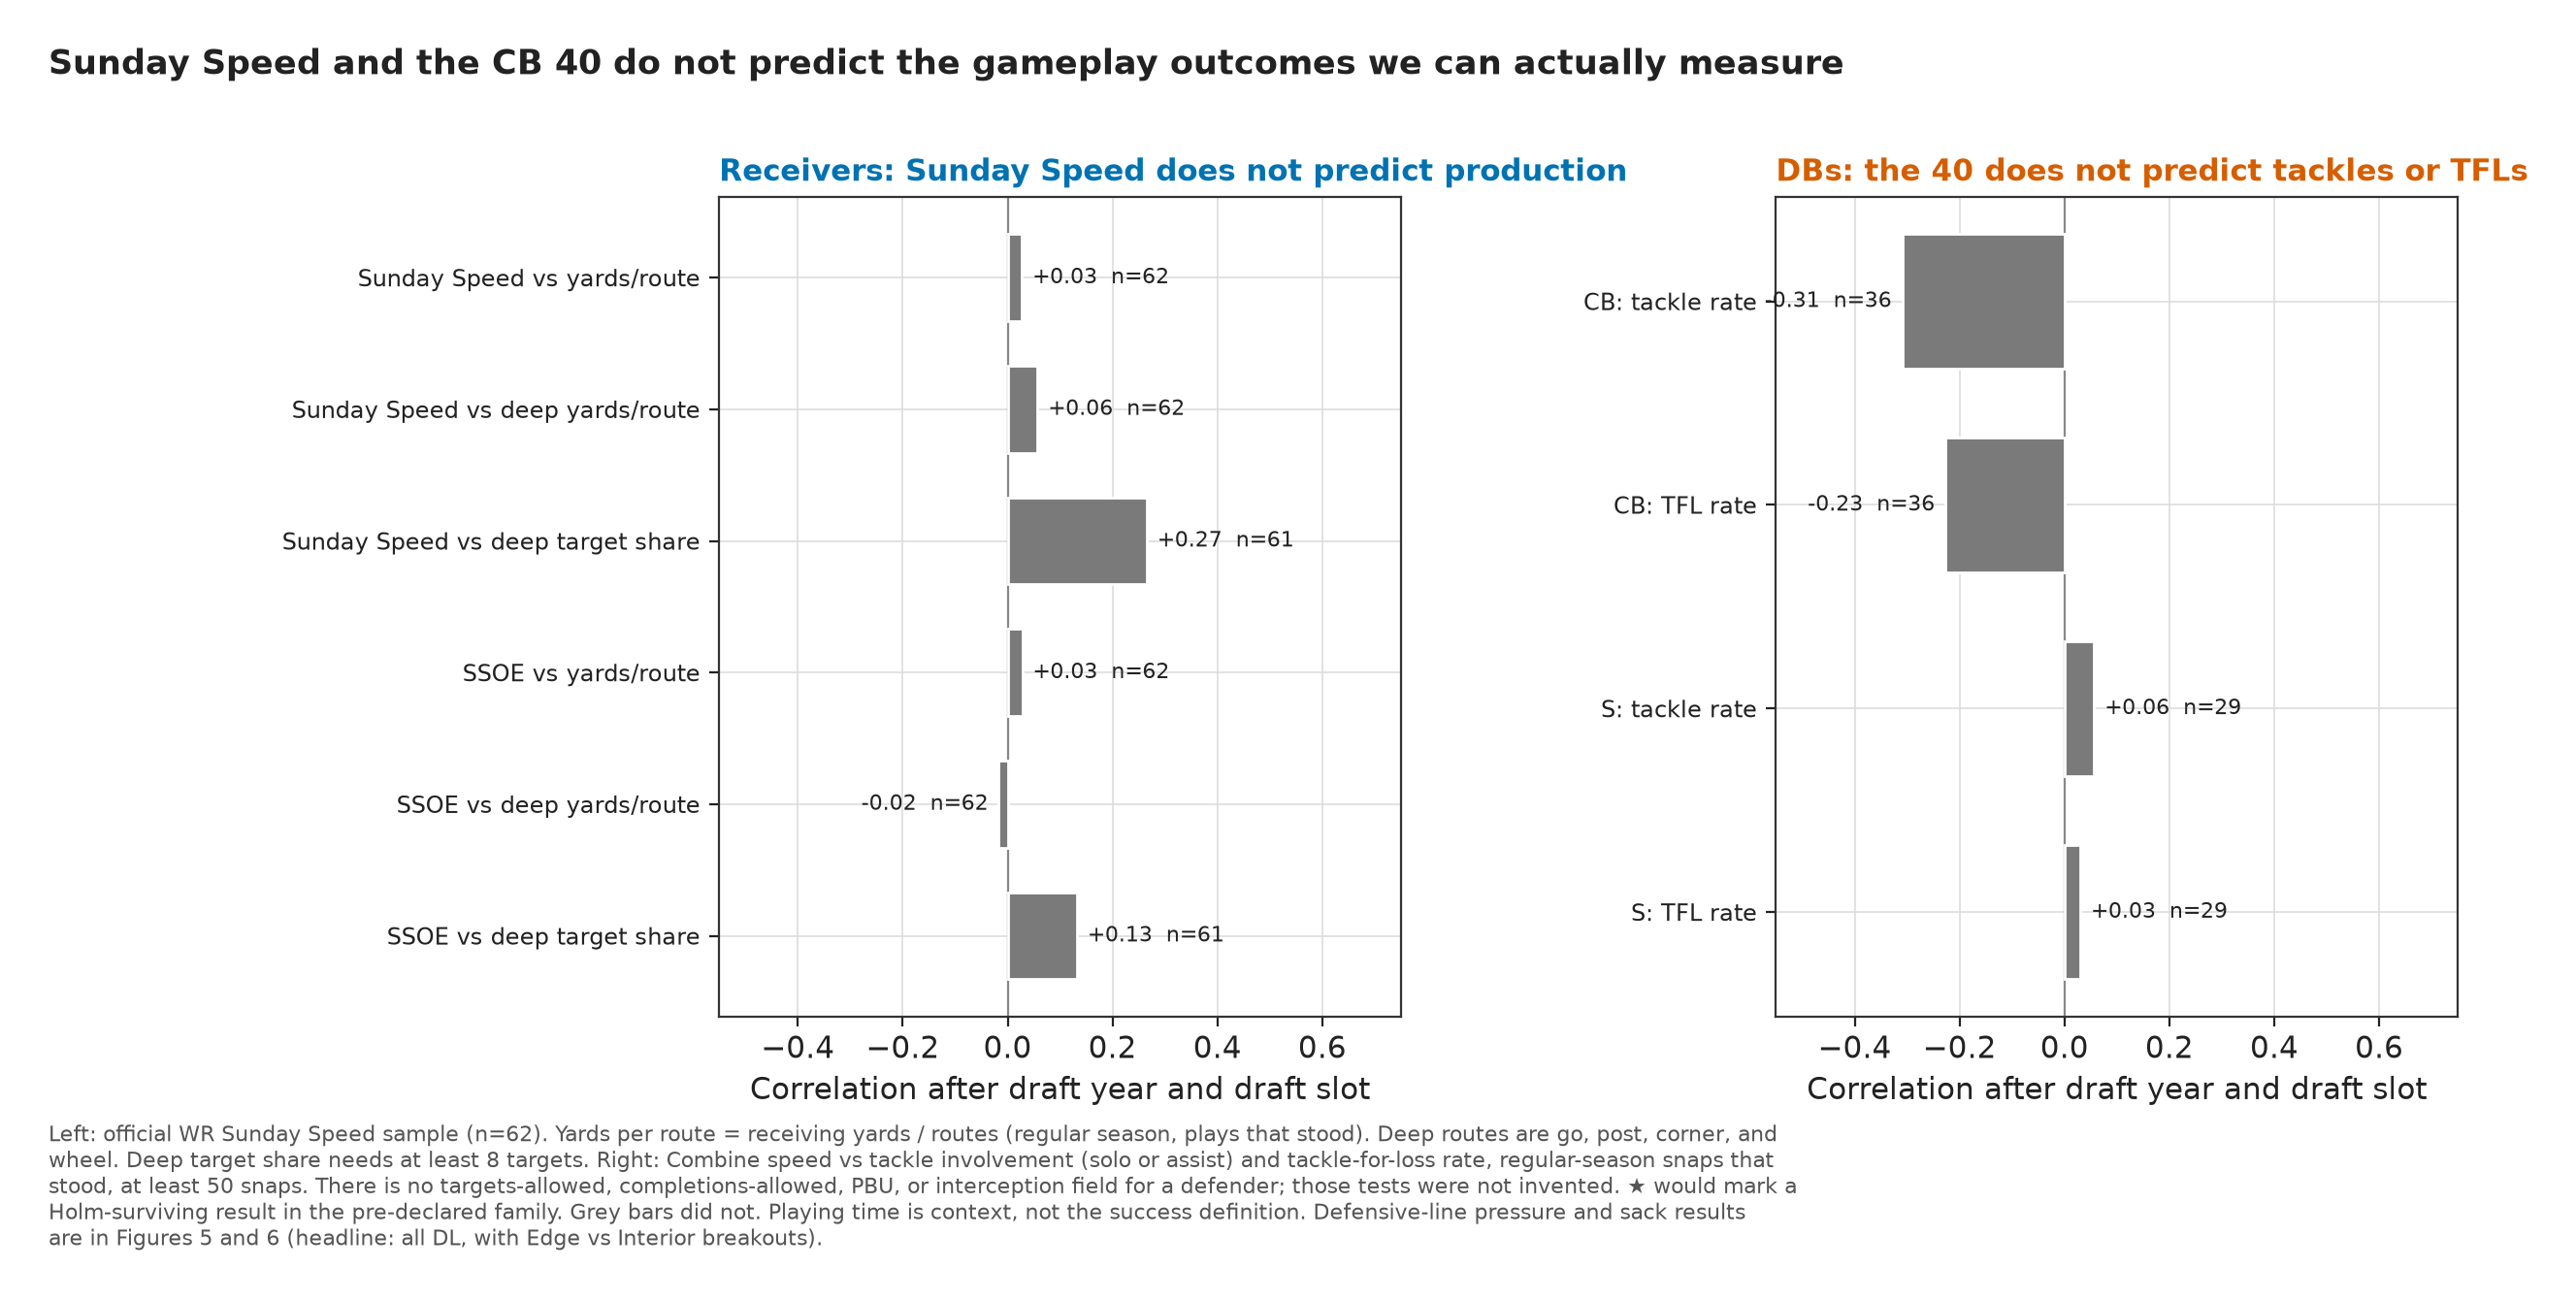 Sunday Speed and the CB 40 do not predict the gameplay outcomes we can actually measure
Receivers: Sunday Speed does not predict production
Sunday Speed vs yards/route
+0.03 n=62
Sunday Speed vs deep yards/route
+0.06 n=62
Sunday Speed vs deep target share
+0.27 n=61
SSOE vs yards/route
+0.03 n=62
SSOE vs deep yards/route
-0.02 n=62
SSOE vs deep target share
+0.13 n=61
−0.4 −0.2 0.0 0.2 0.4 0.6
Correlation after draft year and draft slot
DBs: the 40 does not predict tackles or TFLs
CB: tackle rate
-0.31 n=36
CB: TFL rate
-0.23 n=36
S: tackle rate
+0.06 n=29
S: TFL rate
+0.03 n=29
−0.4 −0.2 0.0 0.2 0.4 0.6
Correlation after draft year and draft slot
Left: official WR Sunday Speed sample (n=62). Yards per route = receiving yards / routes (regular season, plays that stood). Deep routes are go, post, corner, and
wheel. Deep target share needs at least 8 targets. Right: Combine speed vs tackle involvement (solo or assist) and tackle-for-loss rate, regular-season snaps that
stood, at least 50 snaps. There is no targets-allowed, completions-allowed, PBU, or interception field for a defender; those tests were not invented. ★ would mark a
Holm-surviving result in the pre-declared family. Grey bars did not. Playing time is context, not the success definition. Defensive-line pressure and sack results
are in Figures 5 and 6 (headline: all DL, with Edge vs Interior breakouts).